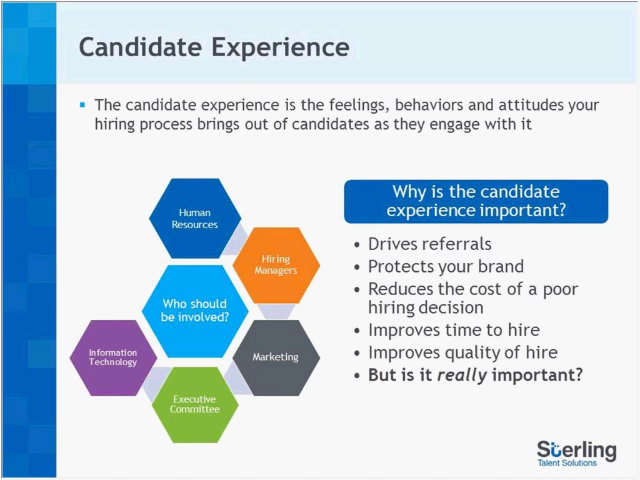 Candidate Experience
The candidate experience is the feelings, behaviors and attitudes your
hiring process brings out of candidates as they engage with it
Human
Resources
Hiring
Managers
Who should
be involved?
Information
Technology
Marketing
Executive
Committee
Why is the candidate
experience important?
• Drives referrals
• Protects your brand
• Reduces the cost of a poor
hiring decision
• Improves time to hire
• Improves quality of hire
• But is it really important?
Sterling
Talent Solutions